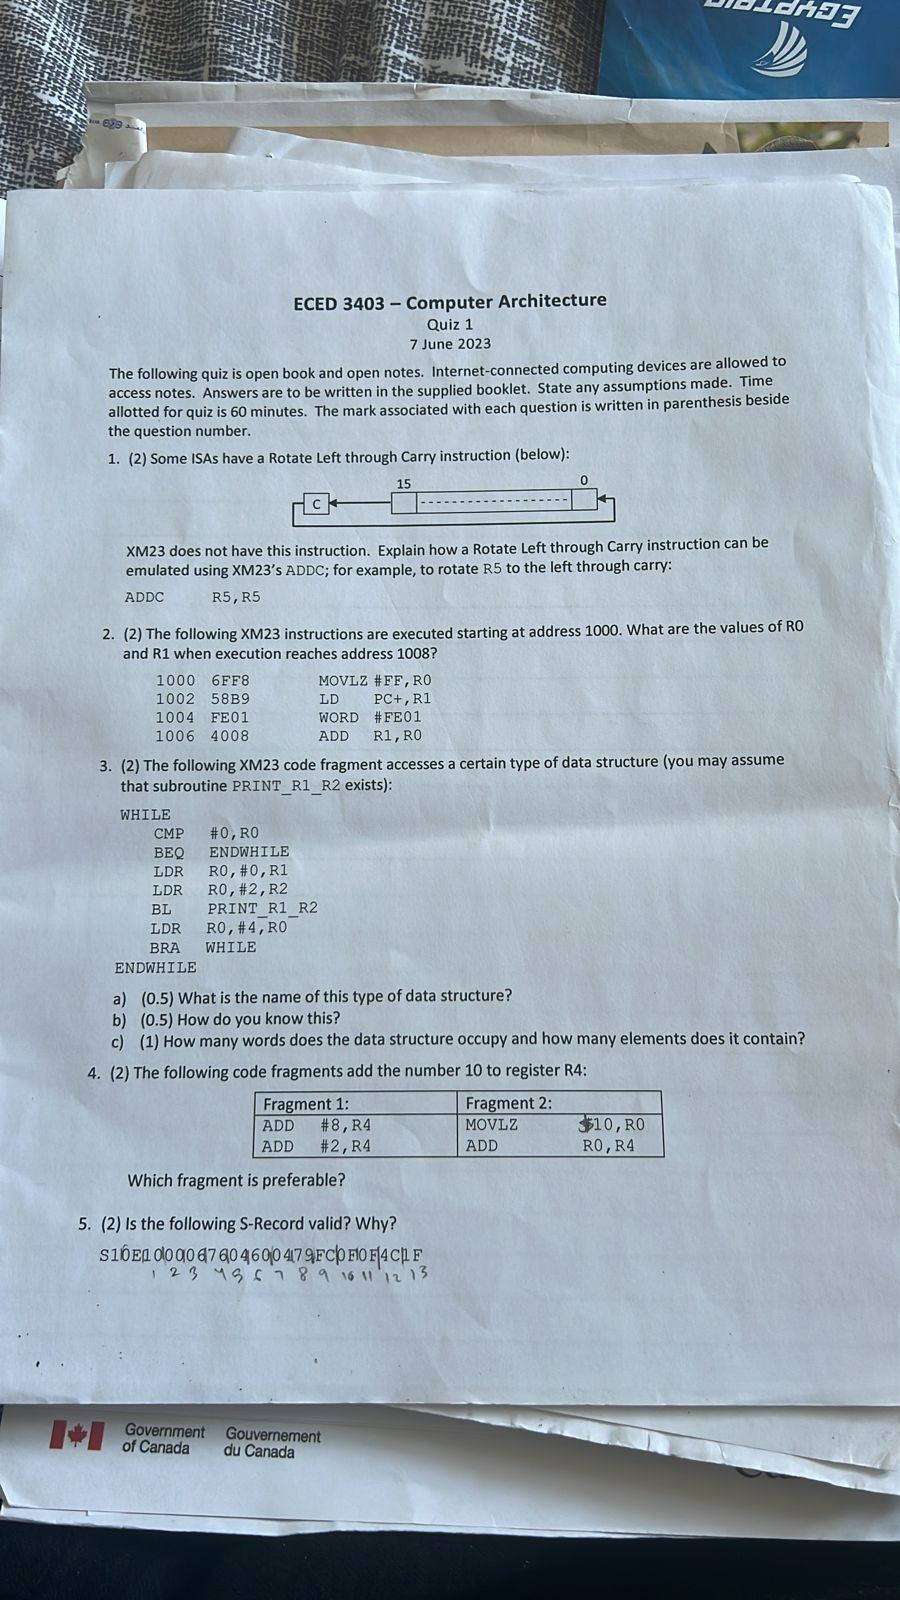 EGYPTAIR
ECED 3403 – Computer Architecture
Quiz 1
7 June 2023
The following quiz is open book and open notes. Internet-connected computing devices are allowed to
access notes. Answers are to be written in the supplied booklet. State any assumptions made. Time
allotted for quiz is 60 minutes. The mark associated with each question is written in parenthesis beside
the question number.
1. (2) Some ISAs have a Rotate Left through Carry instruction (below):
15 0
C
XM23 does not have this instruction. Explain how a Rotate Left through Carry instruction can be
emulated using XM23's ADDC; for example, to rotate R5 to the left through carry:
ADDC R5,R5
2. (2) The following XM23 instructions are executed starting at address 1000. What are the values of R0
and R1 when execution reaches address 1008?
1000 6FF8 MOVLZ #FF,R0
1002 58B9 LD PC+,R1
1004 FE01 WORD #FE01
1006 4008 ADD R1,R0
3. (2) The following XM23 code fragment accesses a certain type of data structure (you may assume
that subroutine PRINT_R1_R2 exists):
WHILE
CMP #0,R0
BEQ ENDWHILE
LDR R0,#0,R1
LDR R0,#2,R2
BL PRINT_R1_R2
LDR R0,#4,R0
BRA WHILE
ENDWHILE
a) (0.5) What is the name of this type of data structure?
b) (0.5) How do you know this?
c) (1) How many words does the data structure occupy and how many elements does it contain?
4. (2) The following code fragments add the number 10 to register R4:
Fragment 1: Fragment 2:
ADD #8,R4 MOVLZ $10,R0
ADD #2,R4 ADD R0,R4
Which fragment is preferable?
5. (2) Is the following S-Record valid? Why?
S10E10000676046004179FFC0F0F4C1F
1 2 3 4 5 6 7 8 9 10 11 12 13
Government Gouvernement
of Canada du Canada